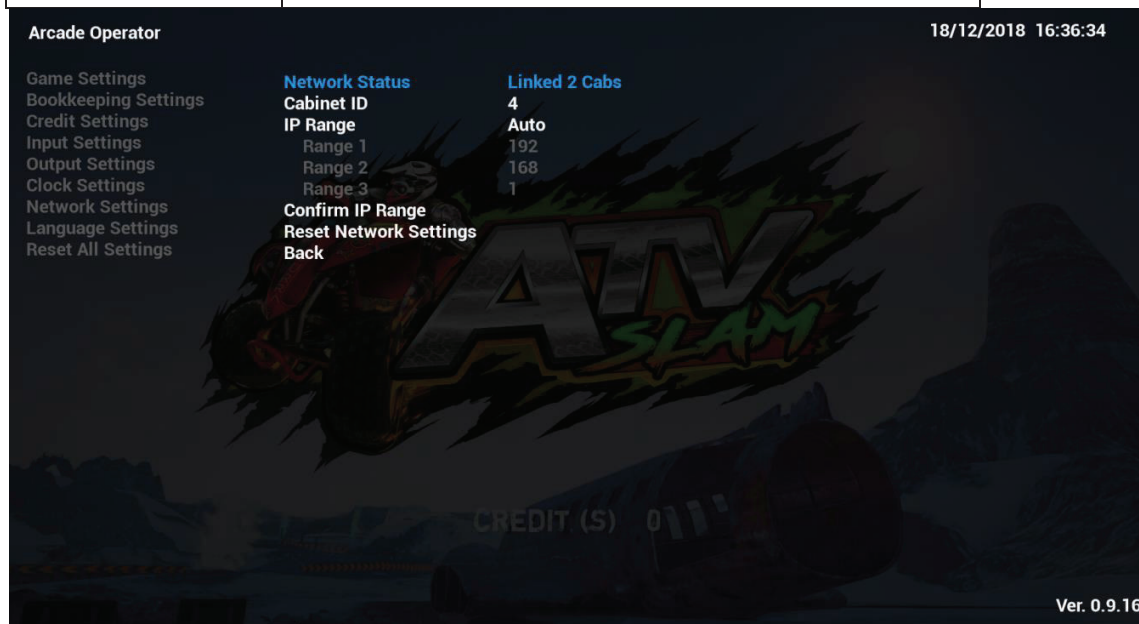 Arcade Operator
18/12/2018 16:36:34
Game Settings
Bookkeeping Settings
Credit Settings
Input Settings
Output Settings
Clock Settings
Network Settings
Language Settings
Reset All Settings
Network Status Linked 2 Cabs
Cabinet ID 4
IP Range Auto
Range 1 192
Range 2 168
Range 3 1
Confirm IP Range
Reset Network Settings
Back
ATV
SLAM
CREDIT (S) 0
Ver. 0.9.16